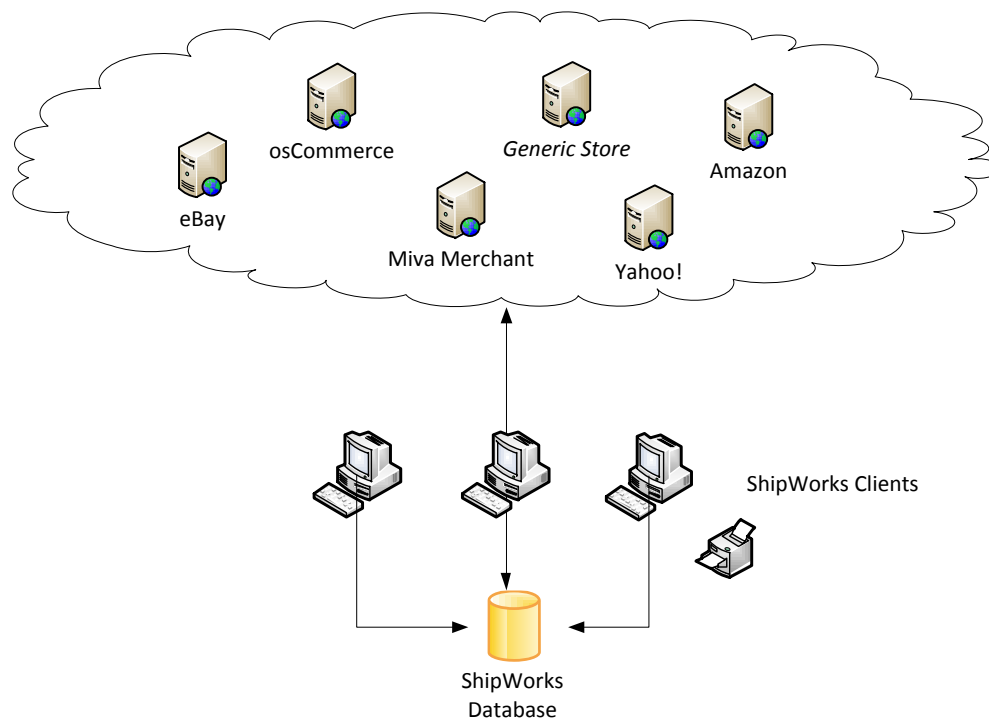 osCommerce
Generic Store
Amazon
eBay
Miva Merchant
Yahoo!
ShipWorks Clients
ShipWorks
Database